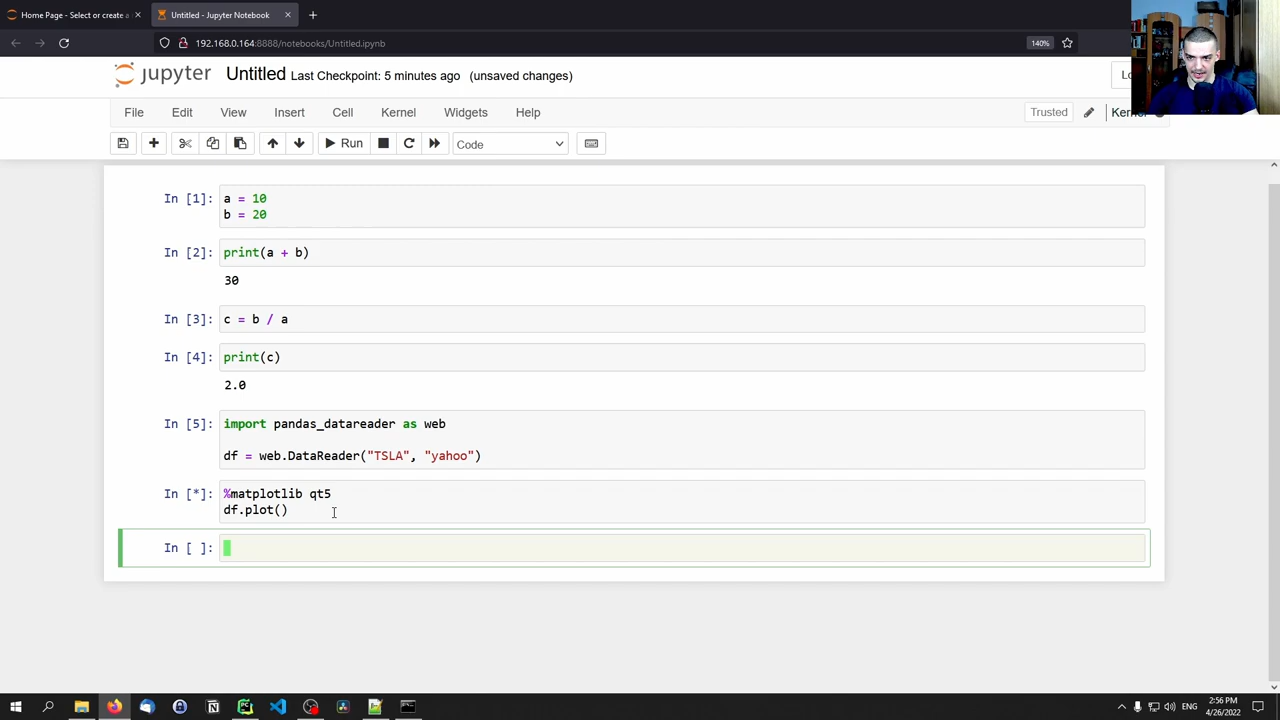 Home Page - Select or create a
Untitled - Jupyter Notebook
192.168.0.164:8888/notebooks/Untitled.ipynb
140%
jupyter Untitled Last Checkpoint: 5 minutes ago (unsaved changes)
File Edit View Insert Cell Kernel Widgets Help
Trusted
Run
Code
In [1]: a = 10
b = 20
In [2]: print(a + b)
30
In [3]: c = b / a
In [4]: print(c)
2.0
In [5]: import pandas_datareader as web
df = web.DataReader("TSLA", "yahoo")
In [*]: %matplotlib qt5
df.plot()
In [ ]:
ENG
2:56 PM
4/26/2022